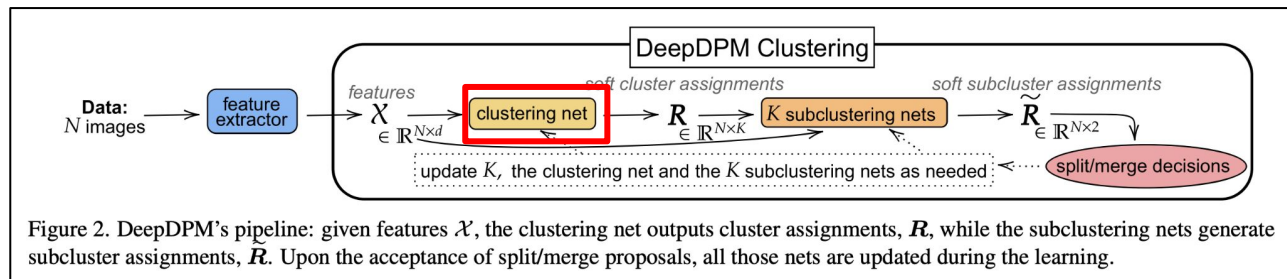 DeepDPM Clustering
Data:
N images
feature
extractor
features
𝒳
∈ ℝ^{N×d}
clustering net
soft cluster assignments
R
∈ ℝ^{N×K}
K subclustering nets
soft subcluster assignments
R̃
∈ ℝ^{N×2}
split/merge decisions
update K, the clustering net and the K subclustering nets as needed
Figure 2. DeepDPM's pipeline: given features 𝒳, the clustering net outputs cluster assignments, R, while the subclustering nets generate
subcluster assignments, R̃. Upon the acceptance of split/merge proposals, all those nets are updated during the learning.